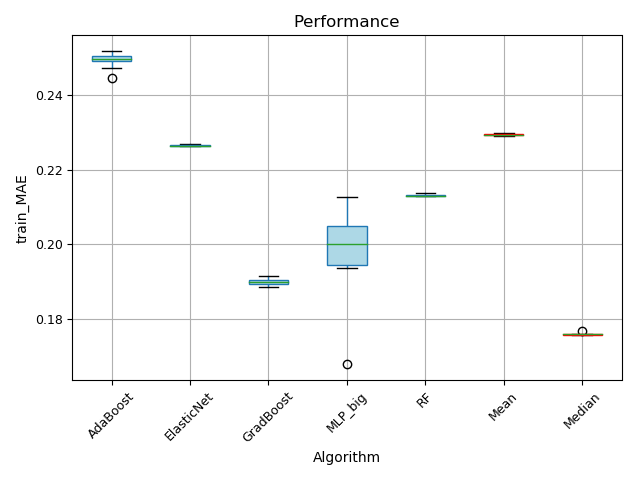 Performance
train_MAE
0.24
0.22
0.20
0.18
AdaBoost
ElasticNet
GradBoost
MLP_big
RF
Mean
Median
Algorithm